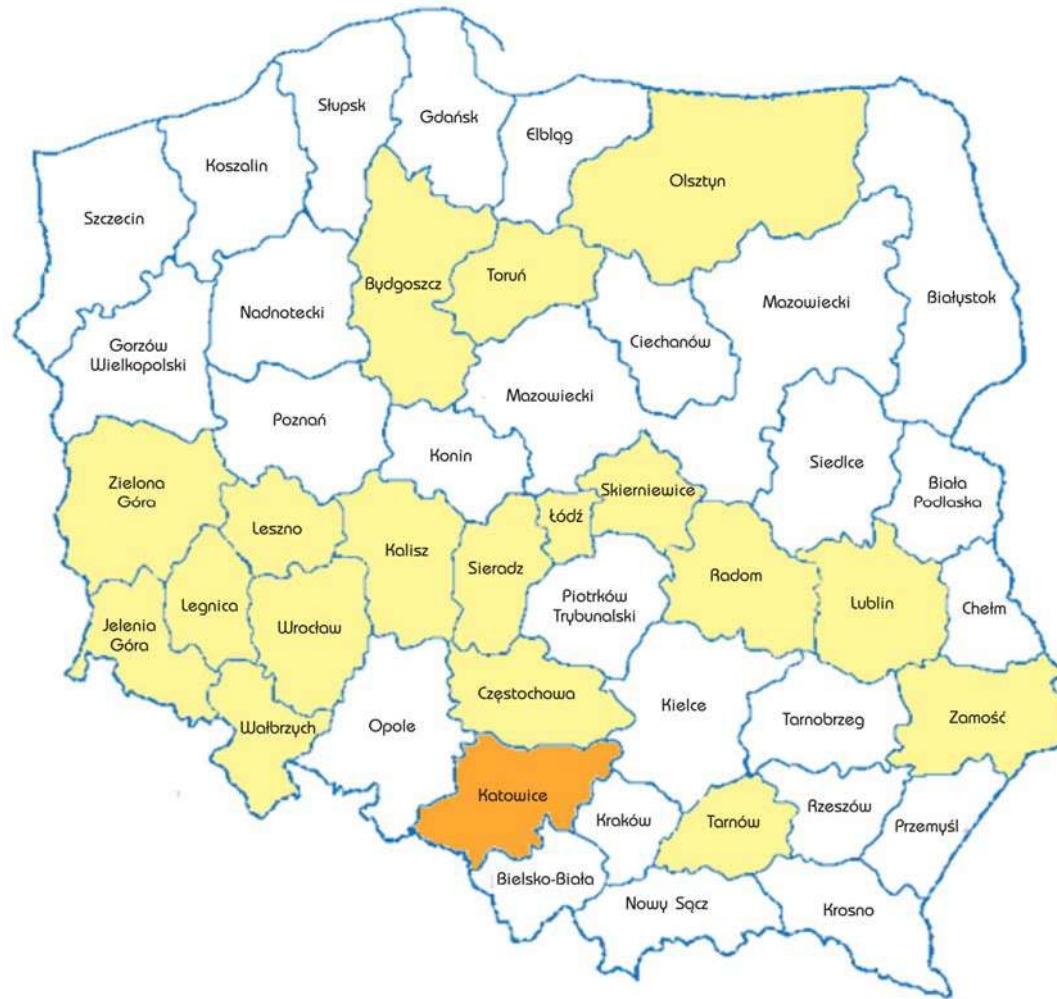 Słupsk
Gdańsk
Elbląg
Koszalin
Olsztyn
Szczecin
Bydgoszcz
Toruń
Nadnotecki
Mazowiecki
Białystok
Ciechanów
Gorzów
Wielkopolski
Mazowiecki
Poznań
Konin
Siedlce
Biała
Podlaska
Zielona
Góra
Leszno
Kalisz
Sieradz
Łódź
Skierniewice
Radom
Lublin
Chełm
Piotrków
Trybunalski
Legnica
Jelenia
Góra
Wrocław
Wałbrzych
Opole
Częstochowa
Kielce
Tarnobrzeg
Zamość
Katowice
Kraków
Tarnów
Rzeszów
Przemyśl
Bielsko-Biała
Nowy Sącz
Krosno